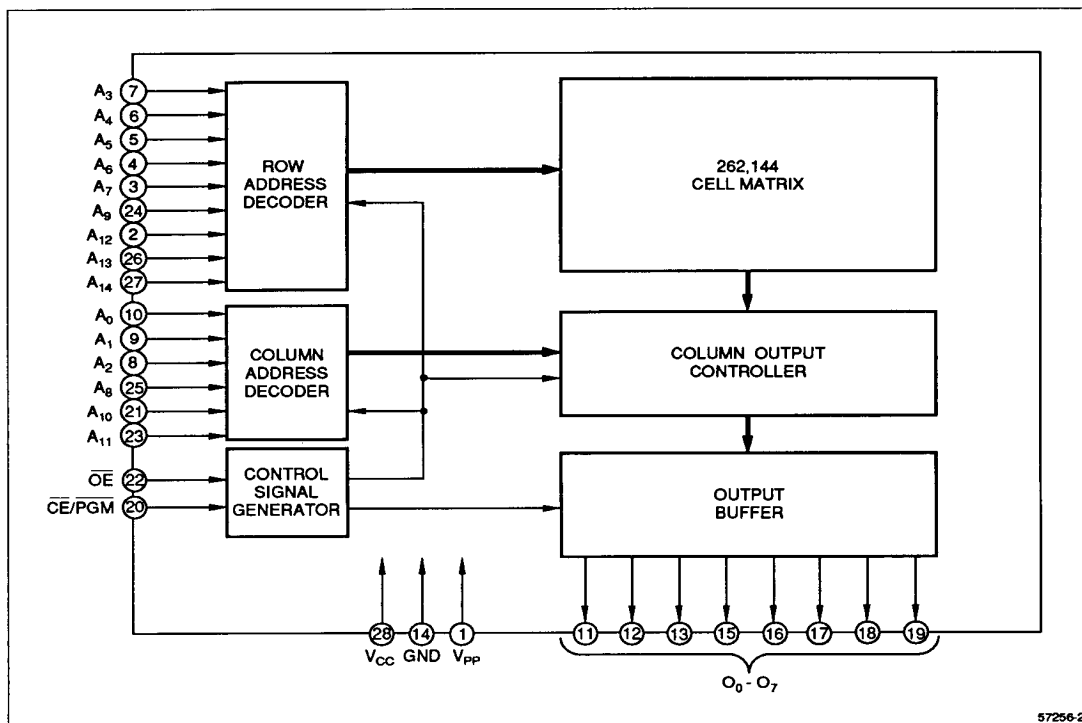 A3 7
A4 6
A5 5
A6 4
A7 3
A9 24
A12 2
A13 26
A14 27
ROW
ADDRESS
DECODER
262,144
CELL MATRIX
A0 10
A1 9
A2 8
A8 25
A10 21
A11 23
COLUMN
ADDRESS
DECODER
COLUMN OUTPUT
CONTROLLER
OE 22
CE/PGM 20
CONTROL
SIGNAL
GENERATOR
OUTPUT
BUFFER
28 14 1
VCC GND VPP
11 12 13 15 16 17 18 19
O0 - O7
57256-2